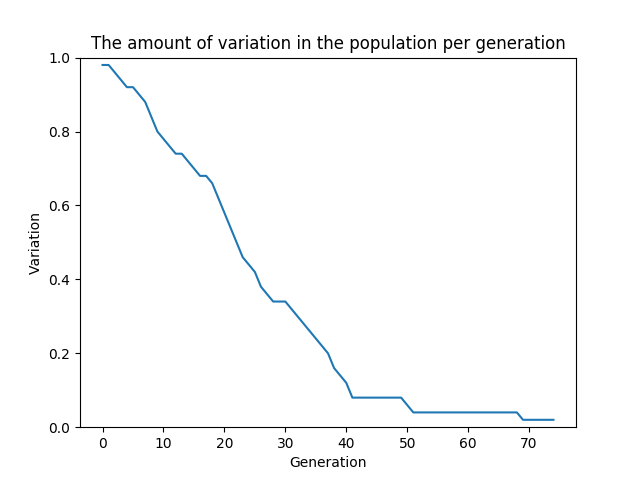 The amount of variation in the population per generation
1.0
0.8
0.6
0.4
0.2
0.0
Variation
0 10 20 30 40 50 60 70
Generation